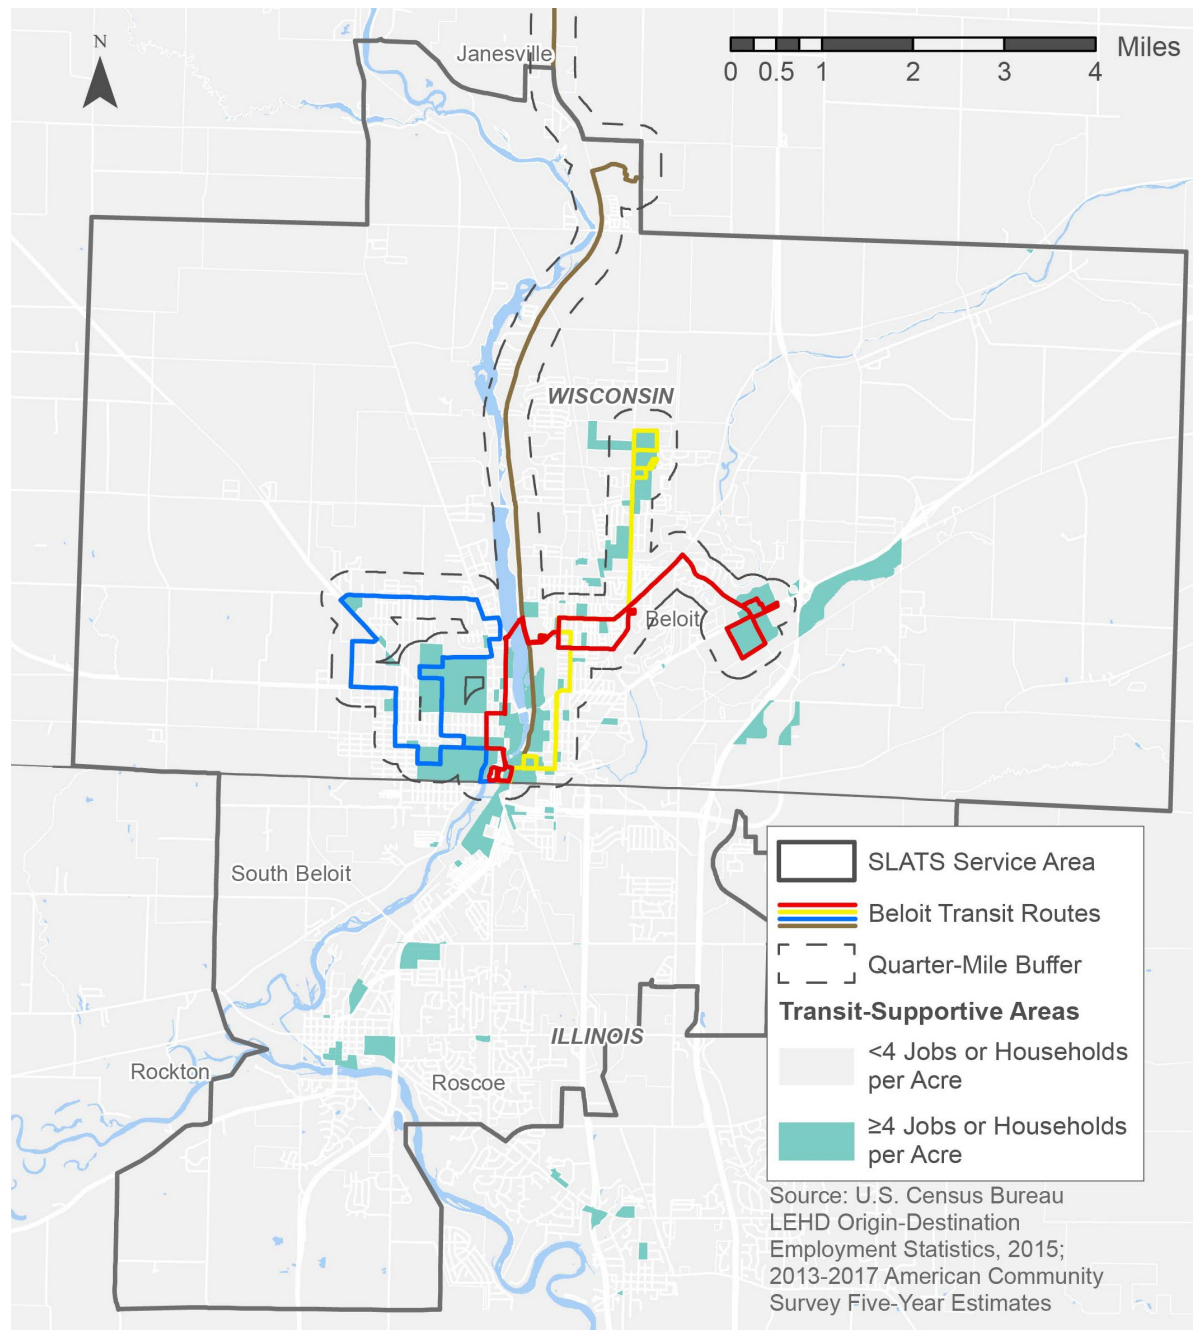 N
Janesville
Miles
0 0.5 1 2 3 4
WISCONSIN
Beloit
South Beloit
SLATS Service Area
Beloit Transit Routes
Quarter-Mile Buffer
Transit-Supportive Areas
ILLINOIS
<4 Jobs or Households
per Acre
Rockton
Roscoe
≥4 Jobs or Households
per Acre
Source: U.S. Census Bureau
LEHD Origin-Destination
Employment Statistics, 2015;
2013-2017 American Community
Survey Five-Year Estimates